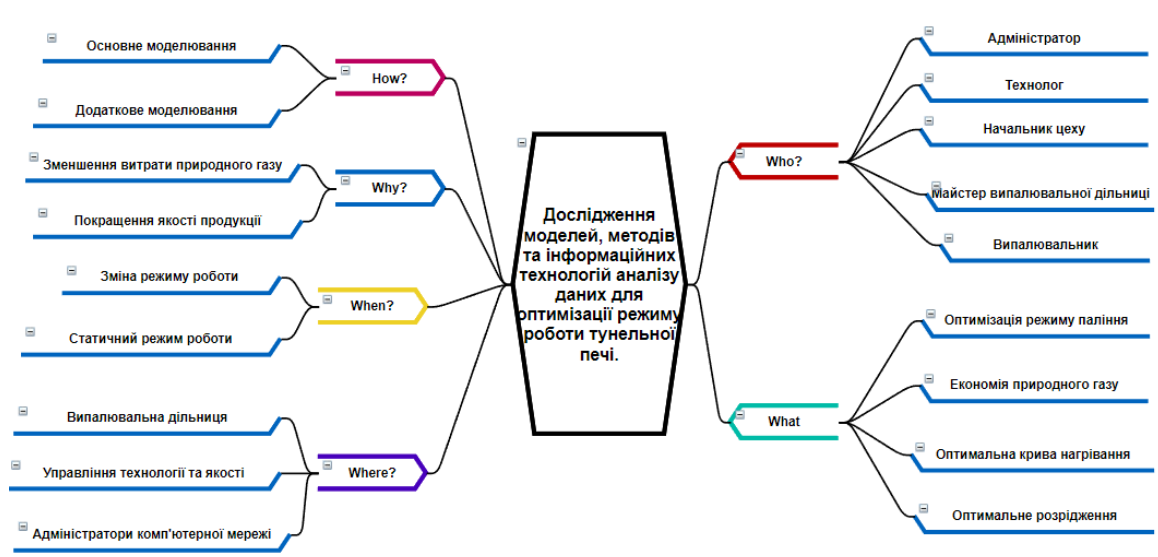 Дослідження
моделей, методів
та інформаційних
технологій аналізу
даних для
оптимізації режиму
роботи тунельної
печі.
How?
Основне моделювання
Додаткове моделювання
Why?
Зменшення витрати природного газу
Покращення якості продукції
When?
Зміна режиму роботи
Статичний режим роботи
Where?
Випалювальна дільниця
Управління технології та якості
Адміністратори комп'ютерної мережі
Who?
Адміністратор
Технолог
Начальник цеху
Майстер випалювальної дільниці
Випалювальник
What
Оптимізація режиму паління
Економія природного газу
Оптимальна крива нагрівання
Оптимальне розрідження